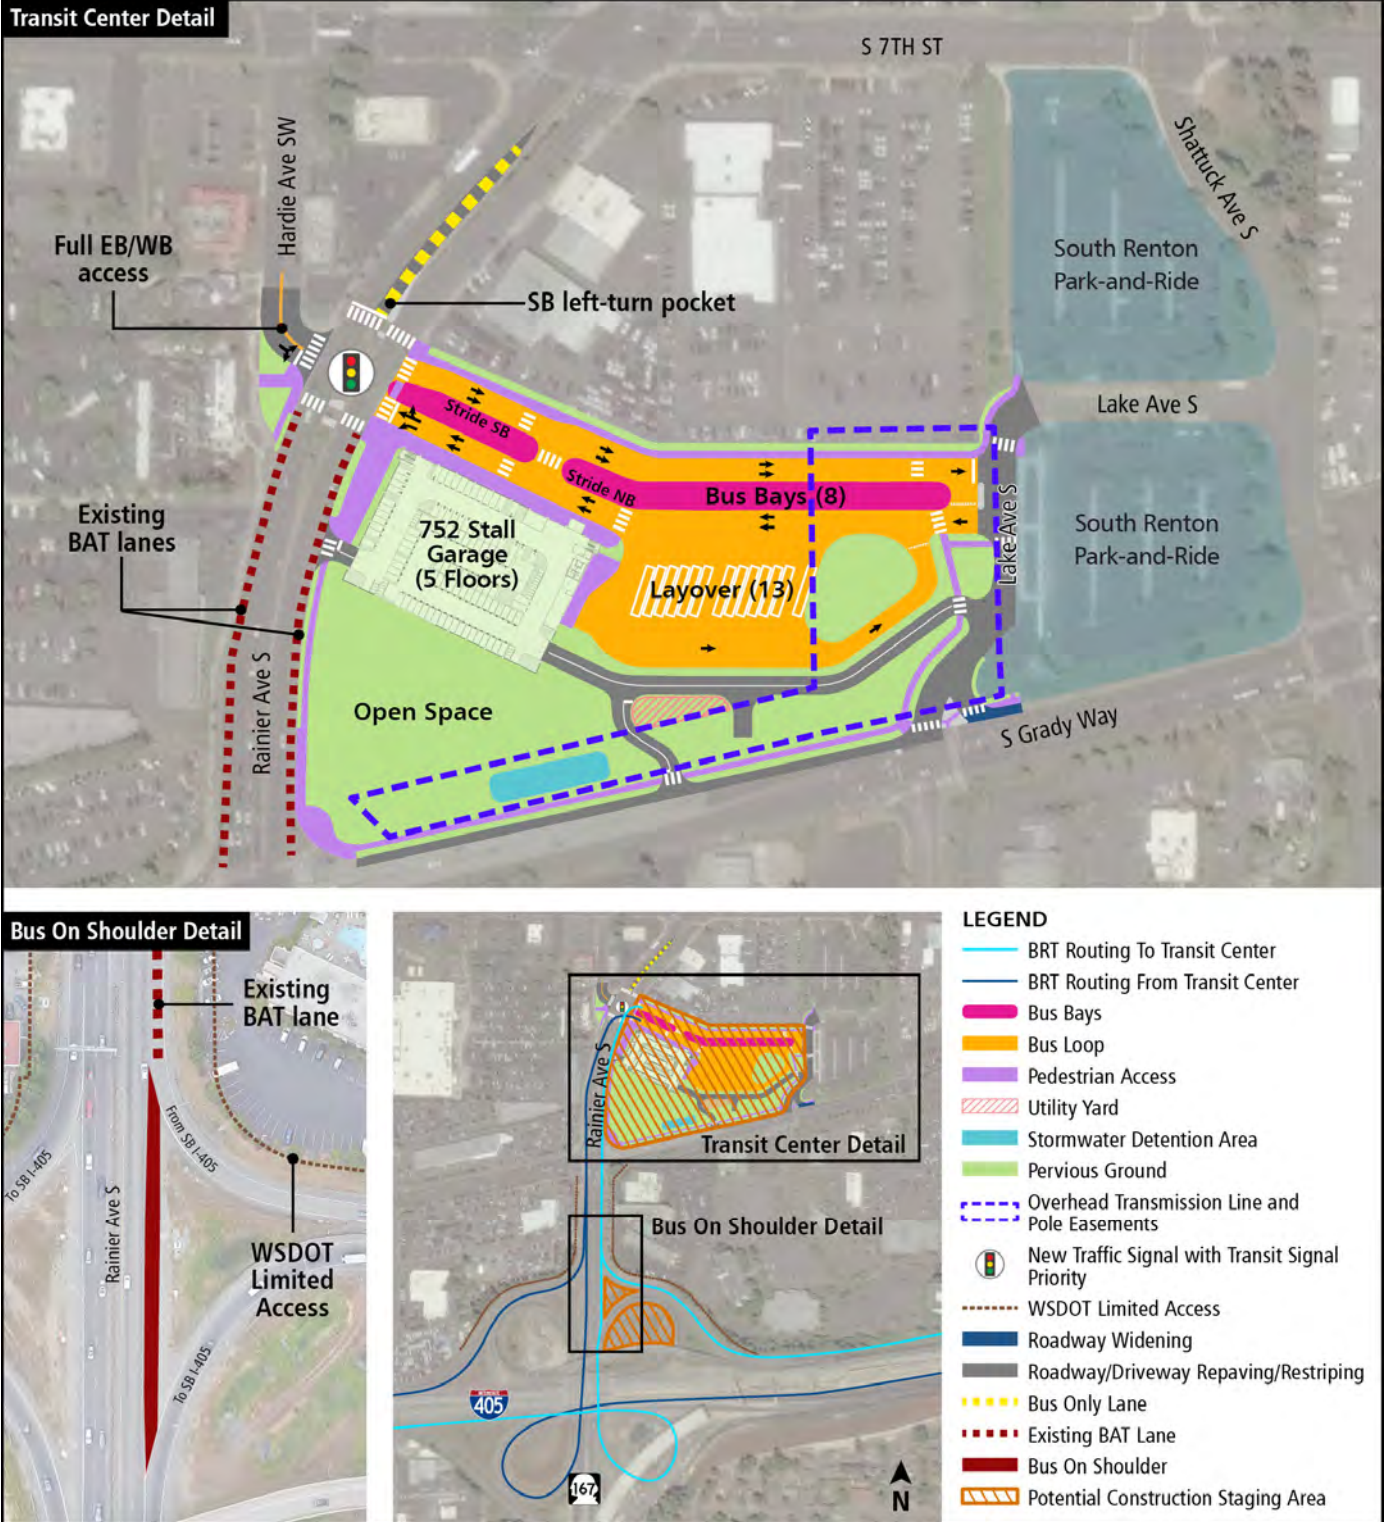 Transit Center Detail
S 7TH ST
Hardie Ave SW
Shattuck Ave S
Full EB/WB
access
SB left-turn pocket
South Renton
Park-and-Ride
Lake Ave S
Stride SB
Stride NB
Bus Bays (8)
Existing
BAT lanes
752 Stall
Garage
(5 Floors)
Layover (13)
Lake Ave S
South Renton
Park-and-Ride
Rainier Ave S
Open Space
S Grady Way
Bus On Shoulder Detail
Existing
BAT lane
From SB I-405
To SB I-405
Rainier Ave S
WSDOT
Limited
Access
To SB I-405
Rainier Ave S
Transit Center Detail
Bus On Shoulder Detail
INTERSTATE
405
167
N
LEGEND
BRT Routing To Transit Center
BRT Routing From Transit Center
Bus Bays
Bus Loop
Pedestrian Access
Utility Yard
Stormwater Detention Area
Pervious Ground
Overhead Transmission Line and
Pole Easements
New Traffic Signal with Transit Signal
Priority
WSDOT Limited Access
Roadway Widening
Roadway/Driveway Repaving/Restriping
Bus Only Lane
Existing BAT Lane
Bus On Shoulder
Potential Construction Staging Area